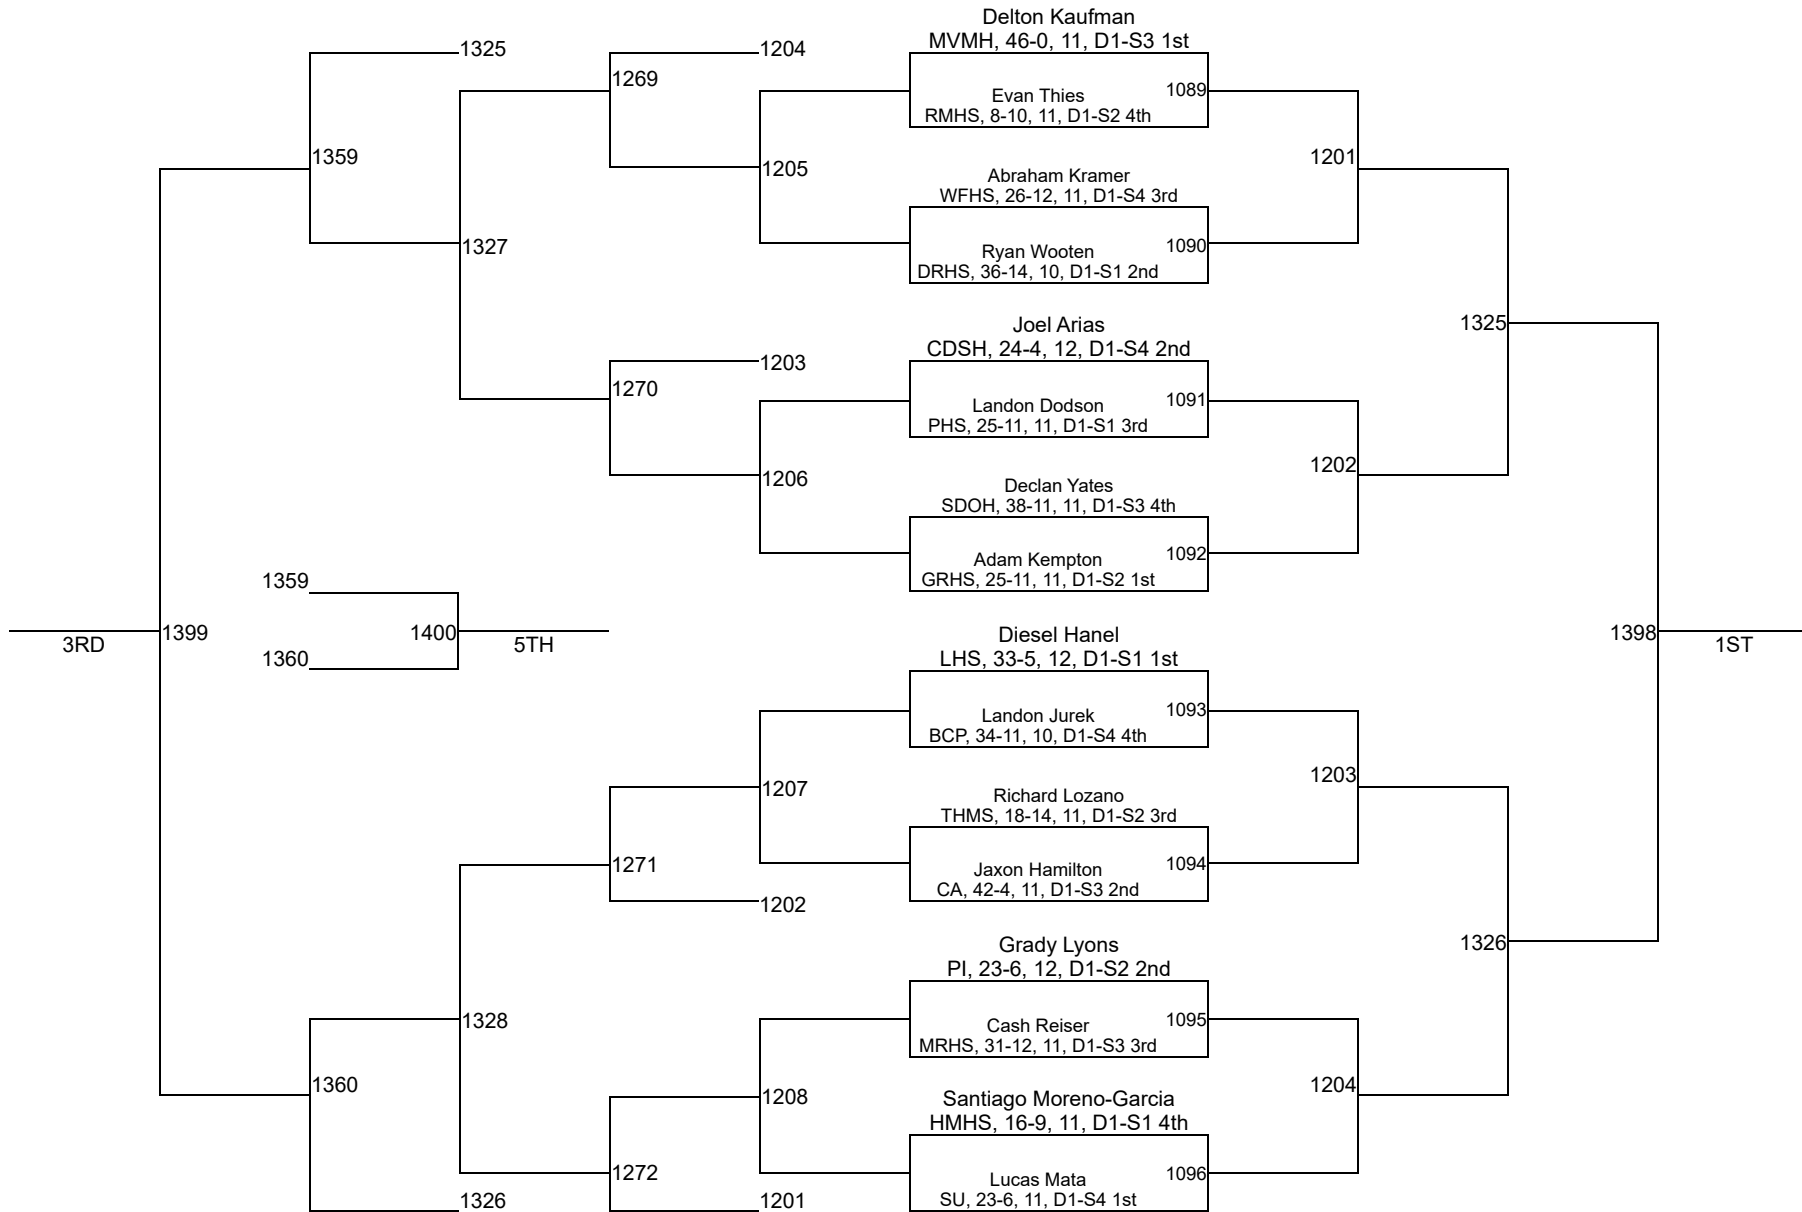 Delton Kaufman
MVMH, 46-0, 11, D1-S3 1st
1325
1204
1269
Evan Thies
1089
RMHS, 8-10, 11, D1-S2 4th
1359
1205
1201
Abraham Kramer
WFHS, 26-12, 11, D1-S4 3rd
1327
Ryan Wooten
1090
DRHS, 36-14, 10, D1-S1 2nd
Joel Arias
CDSH, 24-4, 12, D1-S4 2nd
1325
1203
1270
Landon Dodson
1091
PHS, 25-11, 11, D1-S1 3rd
1206
1202
Declan Yates
SDOH, 38-11, 11, D1-S3 4th
Adam Kempton
1092
GRHS, 25-11, 11, D1-S2 1st
1359
3RD
1399
1400
5TH
1360
Diesel Hanel
LHS, 33-5, 12, D1-S1 1st
1398
1ST
Landon Jurek
1093
BCP, 34-11, 10, D1-S4 4th
1207
1203
Richard Lozano
THMS, 18-14, 11, D1-S2 3rd
1271
Jaxon Hamilton
1094
CA, 42-4, 11, D1-S3 2nd
1202
Grady Lyons
PI, 23-6, 12, D1-S2 2nd
1326
1328
Cash Reiser
1095
MRHS, 31-12, 11, D1-S3 3rd
1360
1208
1204
Santiago Moreno-Garcia
HMHS, 16-9, 11, D1-S1 4th
1272
Lucas Mata
1096
SU, 23-6, 11, D1-S4 1st
1326
1201